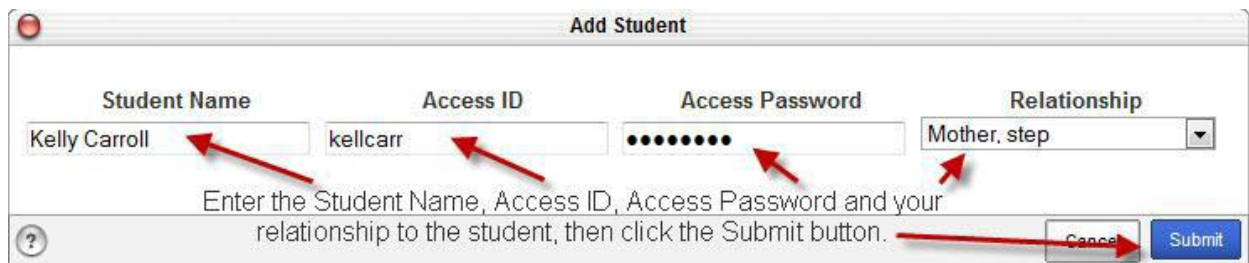 Add Student
Student Name Access ID Access Password Relationship
Kelly Carroll kellcarr •••••••• Mother, step
Enter the Student Name, Access ID, Access Password and your
relationship to the student, then click the Submit button.
? Cancel Submit